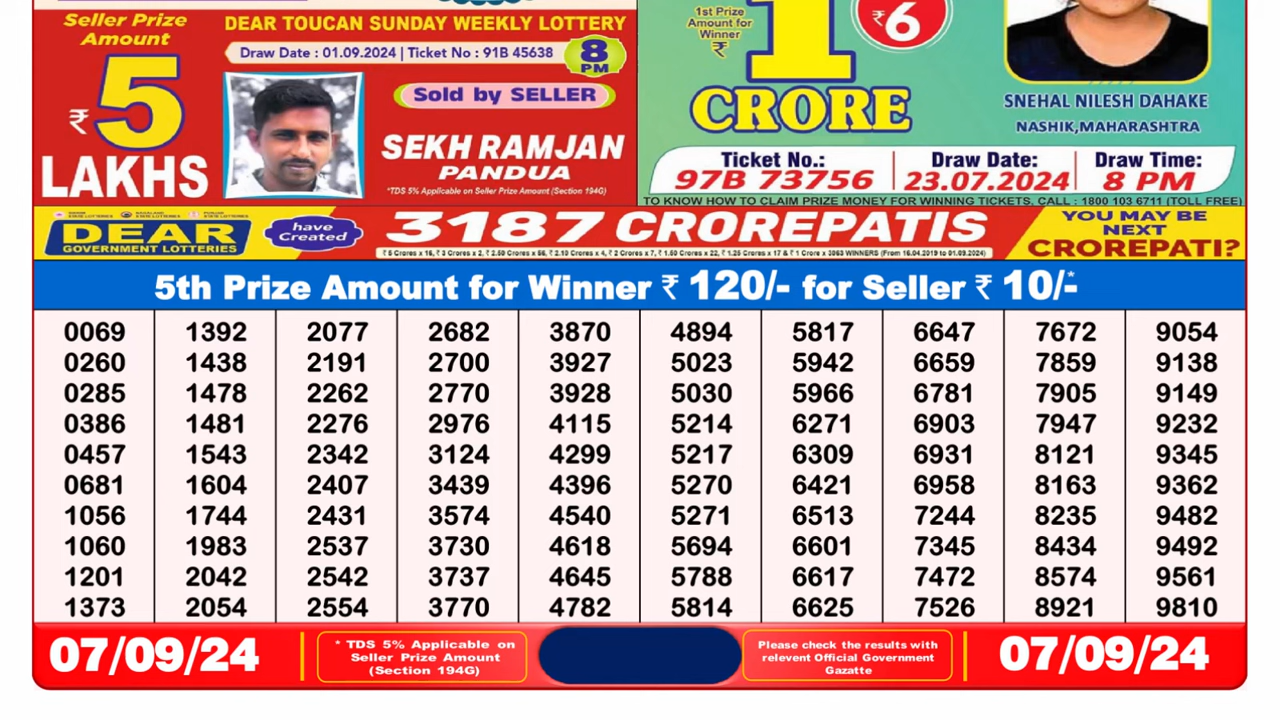 Seller Prize
Amount
₹5
LAKHS
DEAR TOUCAN SUNDAY WEEKLY LOTTERY
Draw Date : 01.09.2024 | Ticket No : 91B 45638
8
PM
Sold by SELLER
SEKH RAMJAN
PANDUA
*TDS 5% Applicable on Seller Prize Amount (Section 194G)
1st Prize
Amount for
Winner
₹
1
CRORE
₹6
SNEHAL NILESH DAHAKE
NASHIK,MAHARASHTRA
Ticket No.:
97B 73756
Draw Date:
23.07.2024
Draw Time:
8 PM
TO KNOW HOW TO CLAIM PRIZE MONEY FOR WINNING TICKETS, CALL : 1800 103 6711 (TOLL FREE)
DEAR
GOVERNMENT LOTTERIES
have
Created
3187 CROREPATIS
YOU MAY BE
NEXT
CROREPATI?
5th Prize Amount for Winner ₹ 120/- for Seller ₹ 10/-*
0069 1392 2077 2682 3870 4894 5817 6647 7672 9054
0260 1438 2191 2700 3927 5023 5942 6659 7859 9138
0285 1478 2262 2770 3928 5030 5966 6781 7905 9149
0386 1481 2276 2976 4115 5214 6271 6903 7947 9232
0457 1543 2342 3124 4299 5217 6309 6931 8121 9345
0681 1604 2407 3439 4396 5270 6421 6958 8163 9362
1056 1744 2431 3574 4540 5271 6513 7244 8235 9482
1060 1983 2537 3730 4618 5694 6601 7345 8434 9492
1201 2042 2542 3737 4645 5788 6617 7472 8574 9561
1373 2054 2554 3770 4782 5814 6625 7526 8921 9810
07/09/24
* TDS 5% Applicable on
Seller Prize Amount
(Section 194G)
Please check the results with
relevent Official Government
Gazatte
07/09/24